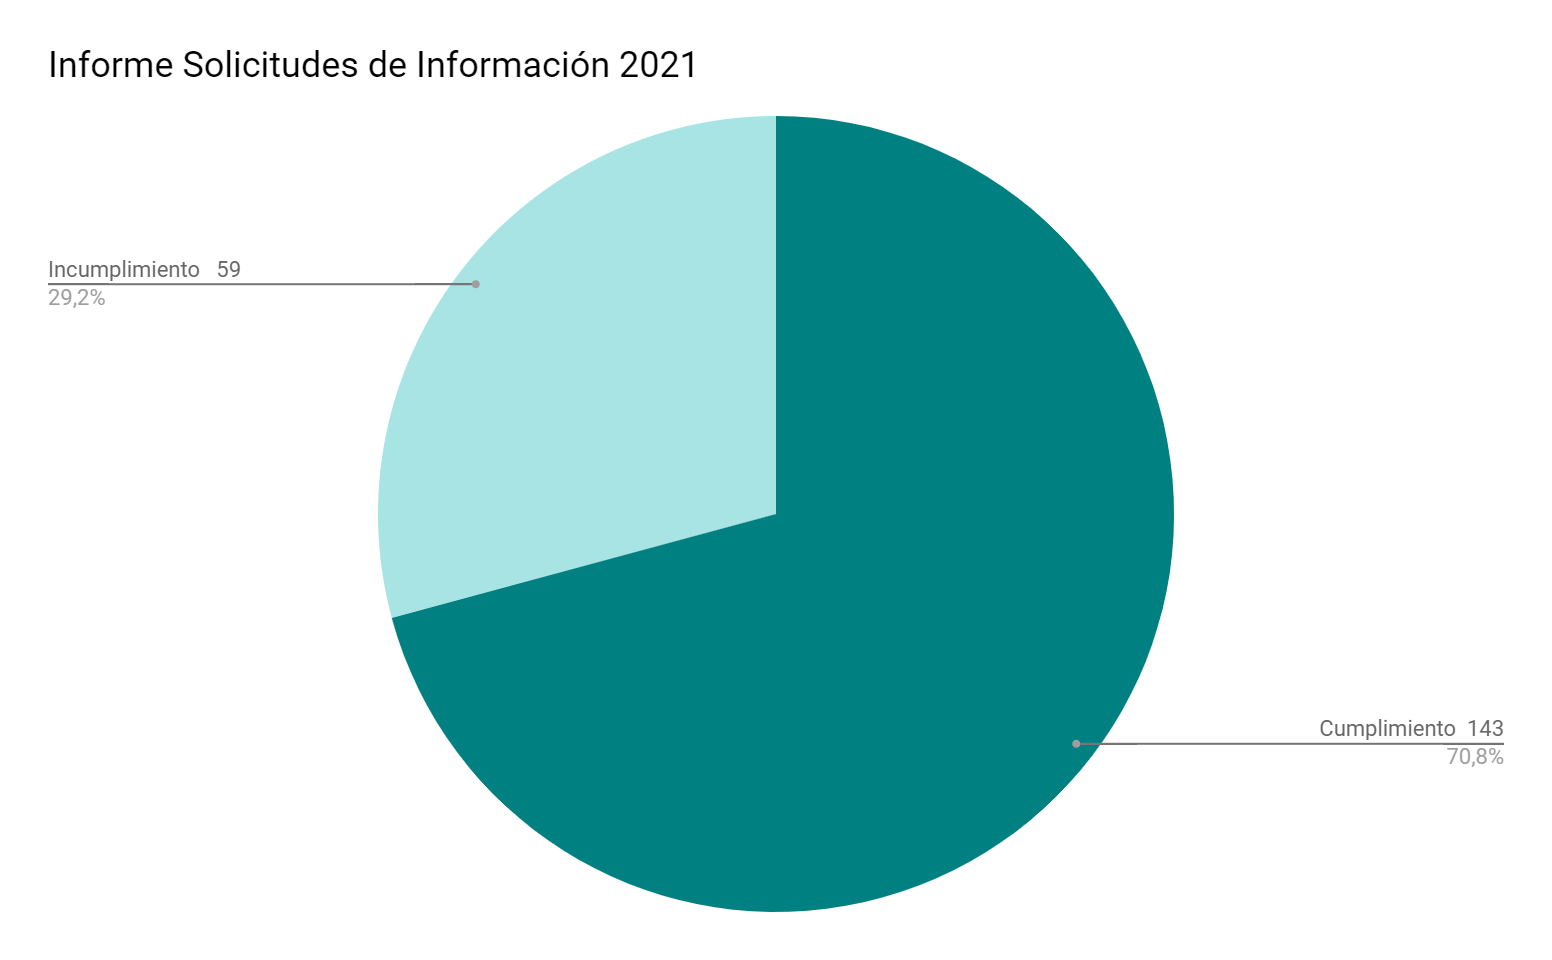 Informe Solicitudes de Información 2021
Incumplimiento 59
29,2%
Cumplimiento 143
70,8%